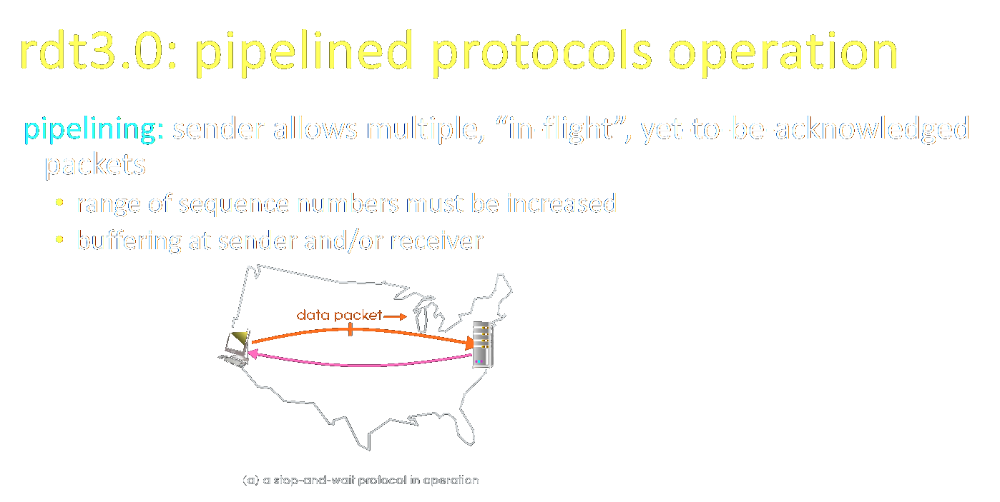 rdt3.0: pipelined protocols operation
pipelining: sender allows multiple, “in-flight”, yet-to-be-acknowledged
packets
• range of sequence numbers must be increased
• buffering at sender and/or receiver
data packet
(a) a stop-and-wait protocol in operation